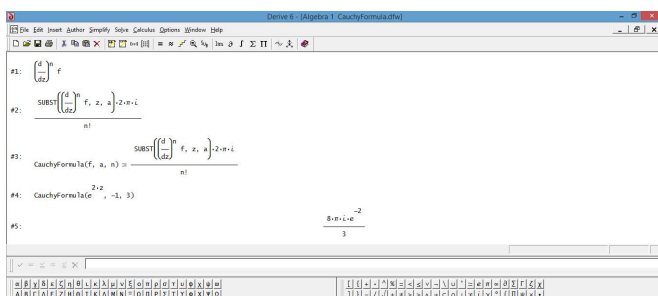 Derive 6 - [Algebra 1 CauchyFormula.dfw]
File Edit Insert Author Simplify Solve Calculus Options Window Help
#1: (d/dz)^n f
#2: SUBST((d/dz)^n f, z, a)·2·π·i / n!
#3: CauchyFormula(f, a, n) ≔ SUBST((d/dz)^n f, z, a)·2·π·i / n!
#4: CauchyFormula(e^(2·z), -1, 3)
#5: 8·π·i·e^(-2) / 3
α β γ δ ε ζ η θ ι κ λ μ ν ξ ο π ρ σ τ υ φ χ ψ ω
Α Β Γ Δ Ε Ζ Η Θ Ι Κ Λ Μ Ν Ξ Ο Π Ρ Σ Τ Υ Φ Χ Ψ Ω